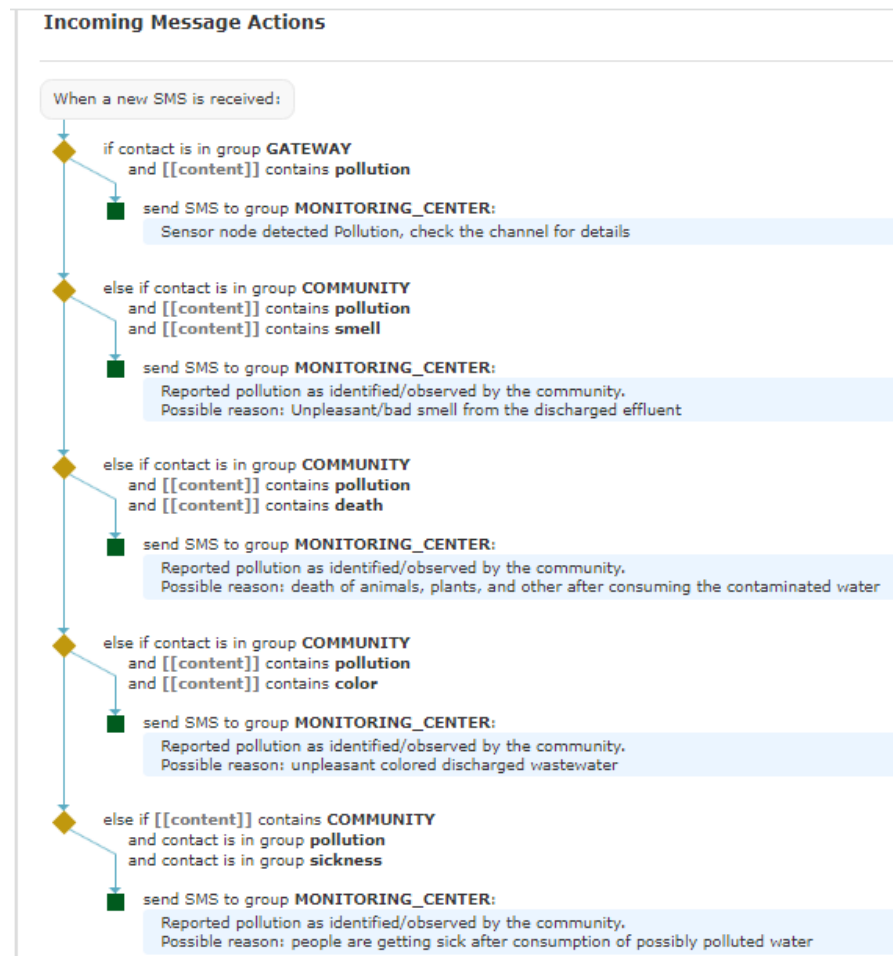 Incoming Message Actions
When a new SMS is received:
if contact is in group GATEWAY
and [[content]] contains pollution
send SMS to group MONITORING_CENTER:
Sensor node detected Pollution, check the channel for details
else if contact is in group COMMUNITY
and [[content]] contains pollution
and [[content]] contains smell
send SMS to group MONITORING_CENTER:
Reported pollution as identified/observed by the community.
Possible reason: Unpleasant/bad smell from the discharged effluent
else if contact is in group COMMUNITY
and [[content]] contains pollution
and [[content]] contains death
send SMS to group MONITORING_CENTER:
Reported pollution as identified/observed by the community.
Possible reason: death of animals, plants, and other after consuming the contaminated water
else if contact is in group COMMUNITY
and [[content]] contains pollution
and [[content]] contains color
send SMS to group MONITORING_CENTER:
Reported pollution as identified/observed by the community.
Possible reason: unpleasant colored discharged wastewater
else if [[content]] contains COMMUNITY
and contact is in group pollution
and contact is in group sickness
send SMS to group MONITORING_CENTER:
Reported pollution as identified/observed by the community.
Possible reason: people are getting sick after consumption of possibly polluted water